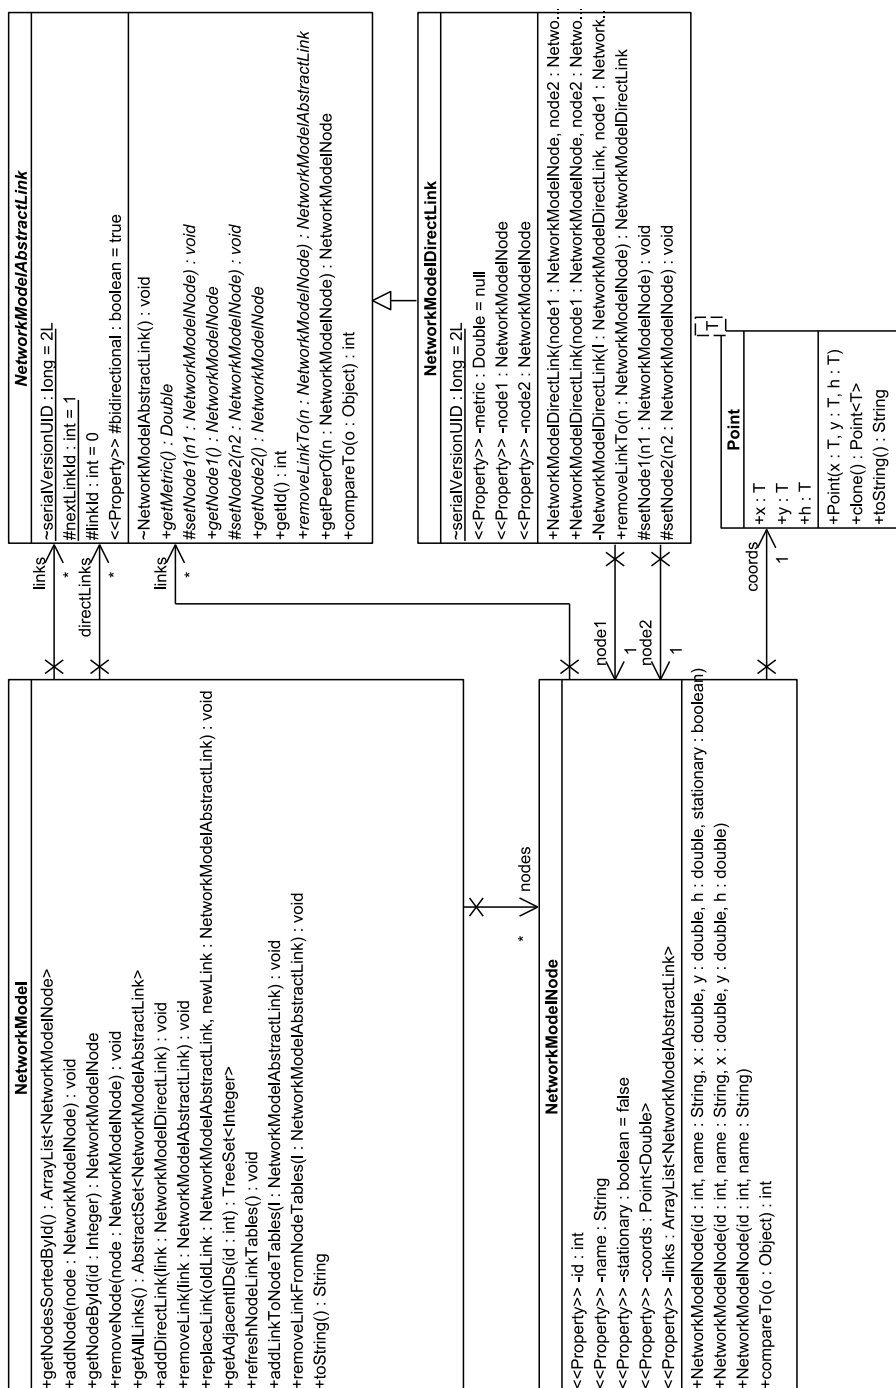 NetworkModel
+getNodesSortedById() : ArrayList<NetworkModelNode>
+addNode(node : NetworkModelNode) : void
+getNodeById(id : Integer) : NetworkModelNode
+removeNode(node : NetworkModelNode) : void
+getAllLinks() : AbstractSet<NetworkModelAbstractLink>
+addDirectLink(link : NetworkModelDirectLink) : void
+removeLink(link : NetworkModelAbstractLink) : void
+replaceLink(oldLink : NetworkModelAbstractLink, newLink : NetworkModelAbstractLink) : void
+getAdjacentIDs(id : int) : TreeSet<Integer>
+refreshNodeLinkTables() : void
+addLinkToNodeTables(l : NetworkModelAbstractLink) : void
+removeLinkFromNodeTables(l : NetworkModelAbstractLink) : void
+toString() : String
links
*
directLinks
*
links
*
NetworkModelAbstractLink
~serialVersionUID : long = 2L
#nextLinkId : int = 1
#linkId : int = 0
<<Property>> #bidirectional : boolean = true
~NetworkModelAbstractLink() : void
+getMetric() : Double
#setNode1(n1 : NetworkModelNode) : void
+getNode1() : NetworkModelNode
#setNode2(n2 : NetworkModelNode) : void
+getNode2() : NetworkModelNode
+getId() : int
+removeLinkTo(n : NetworkModelNode) : NetworkModelAbstractLink
+getPeerOf(n : NetworkModelNode) : NetworkModelNode
+compareTo(o : Object) : int
nodes
*
NetworkModelNode
<<Property>> -id : int
<<Property>> -name : String
<<Property>> -stationary : boolean = false
<<Property>> -coords : Point<Double>
<<Property>> -links : ArrayList<NetworkModelAbstractLink>
+NetworkModelNode(id : int, name : String, x : double, y : double, h : double, stationary : boolean)
+NetworkModelNode(id : int, name : String, x : double, y : double, h : double)
+NetworkModelNode(id : int, name : String)
+compareTo(o : Object) : int
node1
1
node2
1
NetworkModelDirectLink
~serialVersionUID : long = 2L
<<Property>> -metric : Double = null
<<Property>> -node1 : NetworkModelNode
<<Property>> -node2 : NetworkModelNode
+NetworkModelDirectLink(node1 : NetworkModelNode, node2 : Netwo...
+NetworkModelDirectLink(node1 : NetworkModelNode, node2 : Netwo...
-NetworkModelDirectLink(l : NetworkModelDirectLink, node1 : Network...
+removeLinkTo(n : NetworkModelNode) : NetworkModelDirectLink
#setNode1(n1 : NetworkModelNode) : void
#setNode2(n2 : NetworkModelNode) : void
coords
1
T
Point
+x : T
+y : T
+h : T
+Point(x : T, y : T, h : T)
+clone() : Point<T>
+toString() : String